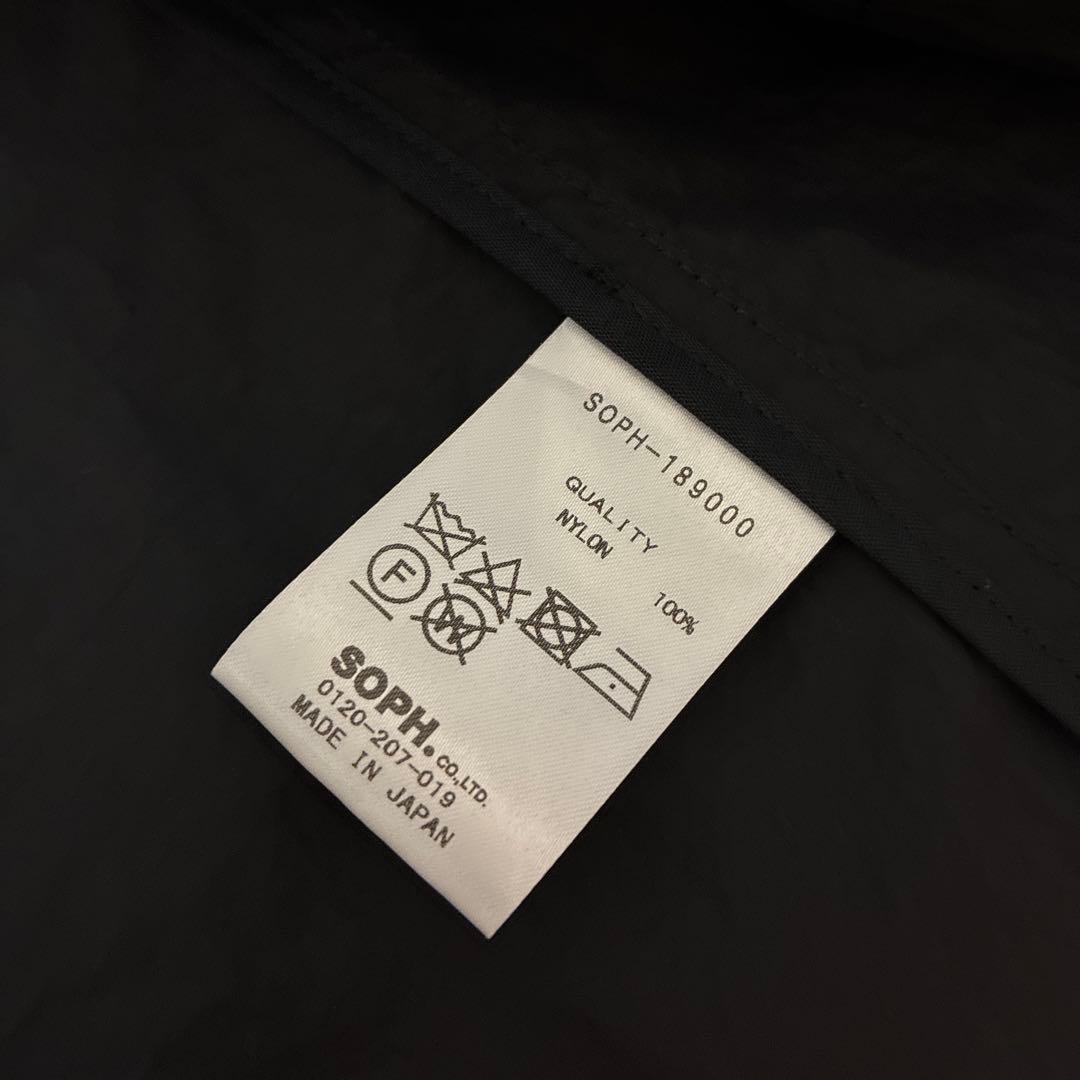 SOPH-189000
QUALITY
NYLON 100%
F
W
SOPH.CO.,LTD.
0120-207-019
MADE IN JAPAN